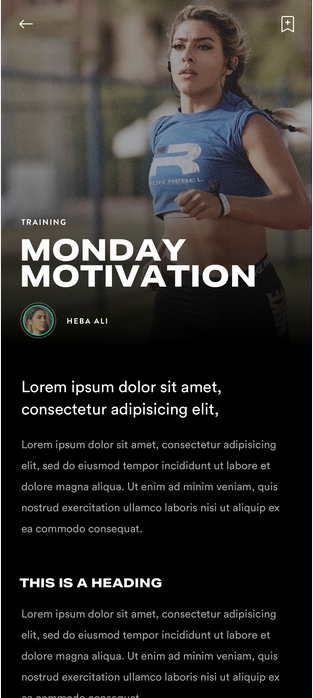 RON REBEL
TRAINING
MONDAY
MOTIVATION
HEBA ALI
Lorem ipsum dolor sit amet,
consectetur adipisicing elit,
Lorem ipsum dolor sit amet, consectetur adipisicing
elit, sed do eiusmod tempor incididunt ut labore et
dolore magna aliqua. Ut enim ad minim veniam, quis
nostrud exercitation ullamco laboris nisi ut aliquip ex
ea commodo consequat.
THIS IS A HEADING
Lorem ipsum dolor sit amet, consectetur adipisicing
elit, sed do eiusmod tempor incididunt ut labore et
dolore magna aliqua. Ut enim ad minim veniam, quis
nostrud exercitation ullamco laboris nisi ut aliquip ex